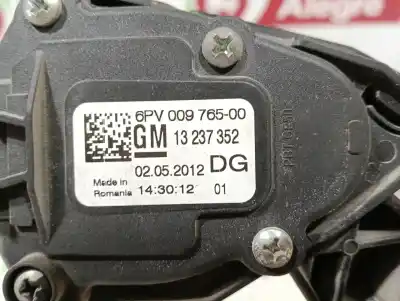 Alegre
6PV 009 765-00
GM 13 237 352
02.05.2012 DG
Made in
Romania 14:30:12 01